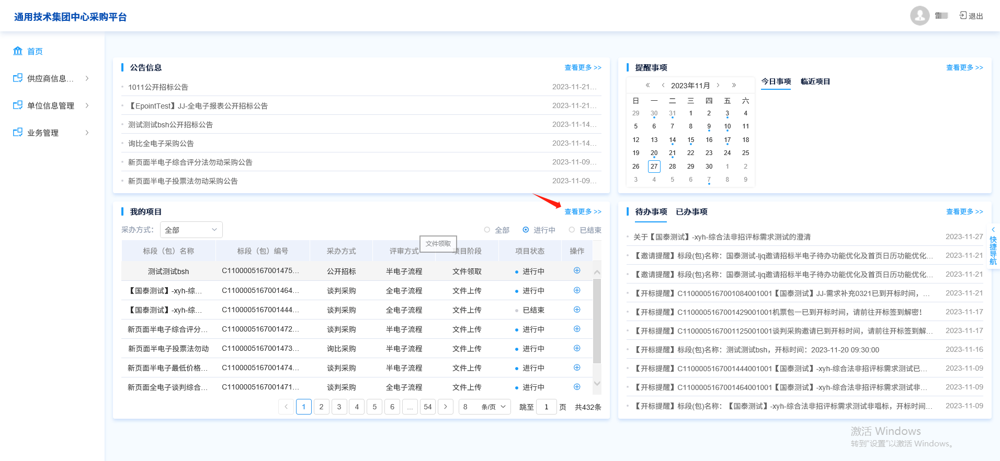 通用技术集团中心采购平台
退出
首页
供应商信息...
单位信息管理
业务管理
公告信息
查看更多 >>
1011公开招标公告 2023-11-21...
【EpointTest】JJ-全电子报表公开招标公告 2023-11-21...
测试测试bsh公开招标公告 2023-11-14...
询比全电子采购公告 2023-11-14...
新页面半电子综合评分法勿动采购公告 2023-11-09...
新页面半电子投票法勿动采购公告 2023-11-09...
提醒事项
查看更多 >>
« ‹ 2023年11月 › »
日 一 二 三 四 五 六
29 30 31 1 2 3 4
5 6 7 8 9 10 11
12 13 14 15 16 17 18
19 20 21 22 23 24 25
26 27 28 29 30 1 2
3 4 5 6 7 8 9
今日事项 临近项目
我的项目
查看更多 >>
采办方式： 全部
全部 进行中 已结束
文件领取
标段（包）名称 标段（包）编号 采办方式 评审方式 项目阶段 项目状态 操作
测试测试bsh C1100005167001475... 公开招标 半电子流程 文件领取 进行中
【国泰测试】-xyh-综... C1100005167001464... 谈判采购 全电子流程 文件上传 进行中
【国泰测试】-xyh-综... C1100005167001444... 谈判采购 全电子流程 文件上传 已结束
新页面半电子综合评分... C1100005167001472... 谈判采购 半电子流程 文件上传 进行中
新页面半电子投票法勿动 C1100005167001473... 询比采购 半电子流程 文件上传 进行中
新页面半电子最低价格... C1100005167001474... 谈判采购 半电子流程 文件上传 进行中
新页面全电子谈判综合... C1100005167001471... 谈判采购 全电子流程 文件上传 进行中
‹ 1 2 3 4 5 6 ... 54 › 8 条/页 跳至 1 页 共432条
待办事项 已办事项
查看更多 >>
关于【国泰测试】-xyh-综合法非招评标需求测试的澄清 2023-11-27
【邀请提醒】标段(包)名称：国泰测试-ljq邀请招标半电子待办功能优化及首页日历功能优化... 2023-11-21
【邀请提醒】标段(包)名称：国泰测试-ljq邀请招标半电子待办功能优化及首页日历功能优化... 2023-11-21
【开标提醒】C1100005167001084001001【国泰测试】JJ-需求补充0321已到开标时间，... 2023-11-21
【开标提醒】C1100005167001429001001机票包一已到开标时间，请前往开标签到解密！ 2023-11-17
【开标提醒】C1100005167001125001001谈判采购邀请已到开标时间，请前往开标签到解... 2023-11-17
【开标提醒】标段(包)名称：测试测试bsh，开标时间：2023-11-20 09:30:00 2023-11-16
【开标提醒】C1100005167001444001001【国泰测试】-xyh-综合法非招评标需求测试已... 2023-11-09
【开标提醒】C1100005167001464001001【国泰测试】-xyh-综合法非招评标需求测试非... 2023-11-09
【开标提醒】标段(包)名称：【国泰测试】-xyh-综合法非招评标需求测试非唱标，开标时间... 2023-11-09
快捷导航
激活 Windows
转到"设置"以激活 Windows。